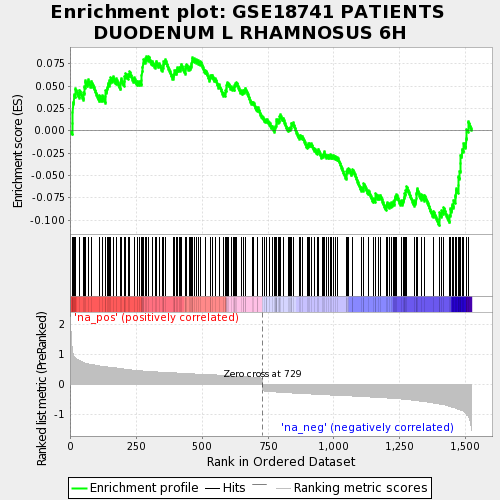 Enrichment plot: GSE18741 PATIENTS
DUODENUM L RHAMNOSUS 6H
Enrichment score (ES)
0.075
0.050
0.025
0.000
-0.025
-0.050
-0.075
-0.100
'na_pos' (positively correlated)
Ranked list metric (PreRanked)
2
1
0
-1
Zero cross at 729
'na_neg' (negatively correlated)
0
250
500
750
1,000
1,250
1,500
Rank in Ordered Dataset
Enrichment profile
Hits
Ranking metric scores